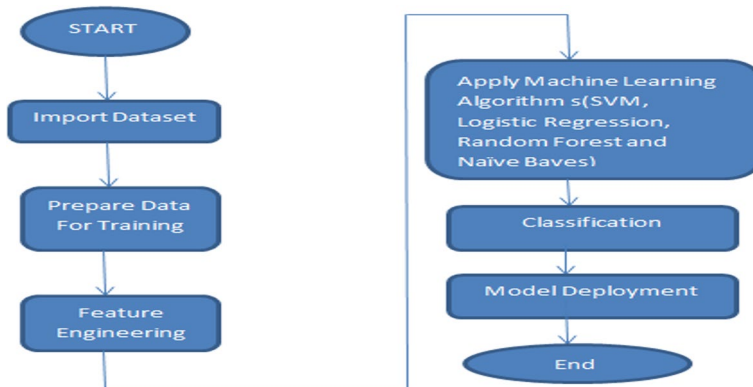 START
Import Dataset
Prepare Data
For Training
Feature
Engineering
Apply Machine Learning
Algorithm s(SVM,
Logistic Regression,
Random Forest and
Naïve Bayes)
Classification
Model Deployment
End